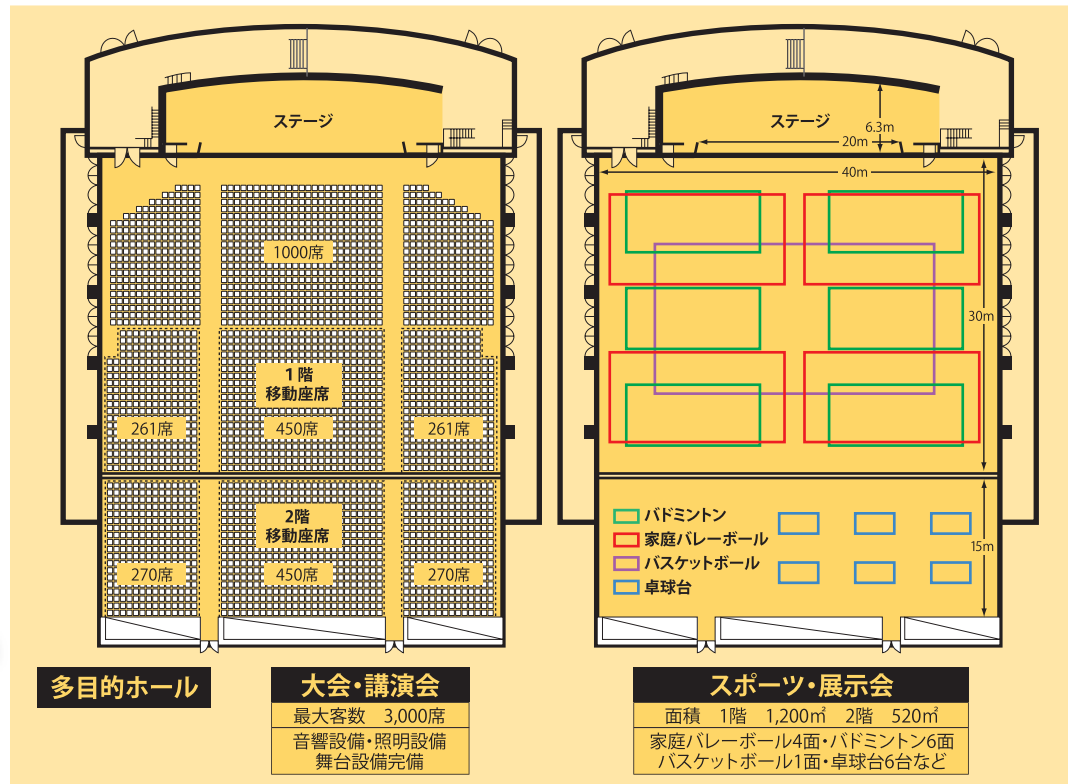 ステージ
1000席
1階
移動座席
261席
450席
261席
2階
移動座席
270席
450席
270席
ステージ
6.3m
20m
40m
30m
15m
バドミントン
家庭バレーボール
バスケットボール
卓球台
多目的ホール
大会・講演会
最大客数 3,000席
音響設備・照明設備
舞台設備完備
スポーツ・展示会
面積 1階 1,200㎡ 2階 520㎡
家庭バレーボール4面・バドミントン6面
バスケットボール1面・卓球台6台など